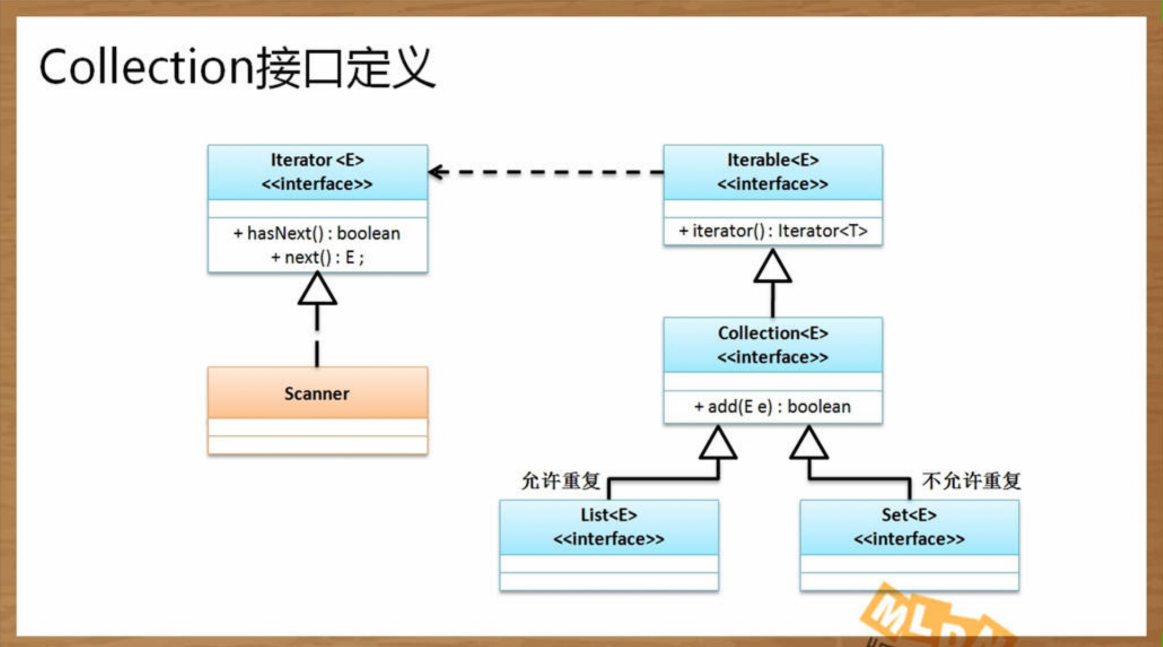 Collection接口定义
Iterator <E>
<<interface>>
+ hasNext() : boolean
+ next() : E ;
Iterable<E>
<<interface>>
+ iterator() : Iterator<T>
Scanner
Collection<E>
<<interface>>
+ add(E e) : boolean
允许重复
不允许重复
List<E>
<<interface>>
Set<E>
<<interface>>
MLDN